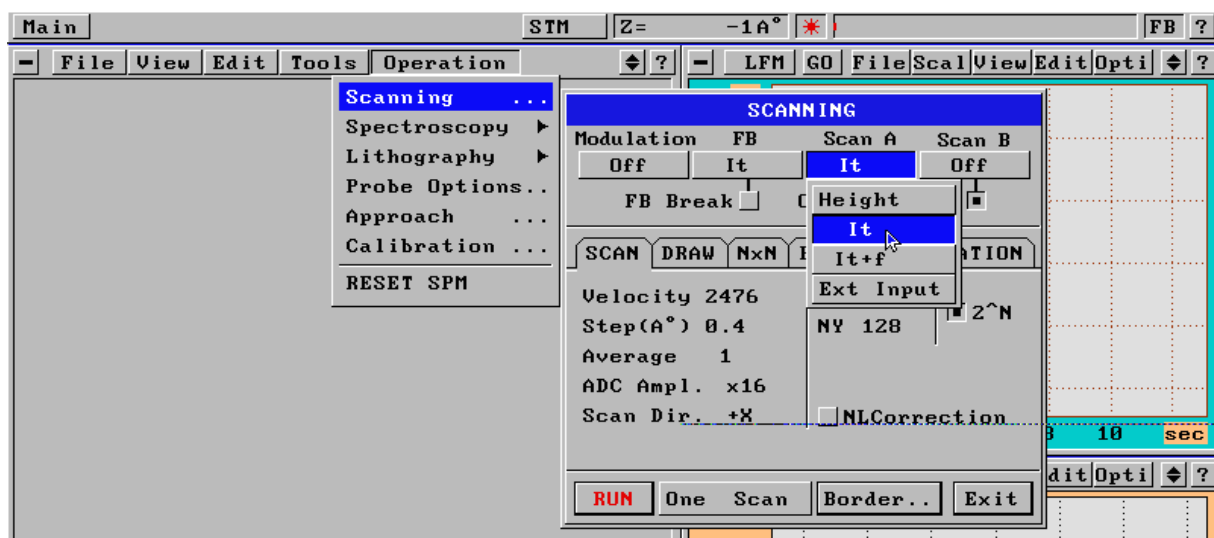 Main STM Z= -1A° FB ?
File View Edit Tools Operation ? LFM GO File Scal View Edit Opti ?
Scanning ...
Spectroscopy
Lithography
Probe Options..
Approach ...
Calibration ...
RESET SPM
SCANNING
Modulation FB Scan A Scan B
Off It It Off
FB Break
Height
It
It+f
Ext Input
SCAN DRAW NxN ATION
Velocity 2476
Step(A°) 0.4 NY 128 2^N
Average 1
ADC Ampl. x16
Scan Dir. +X NLCorrection
10 sec
dit Opti ?
RUN One Scan Border.. Exit